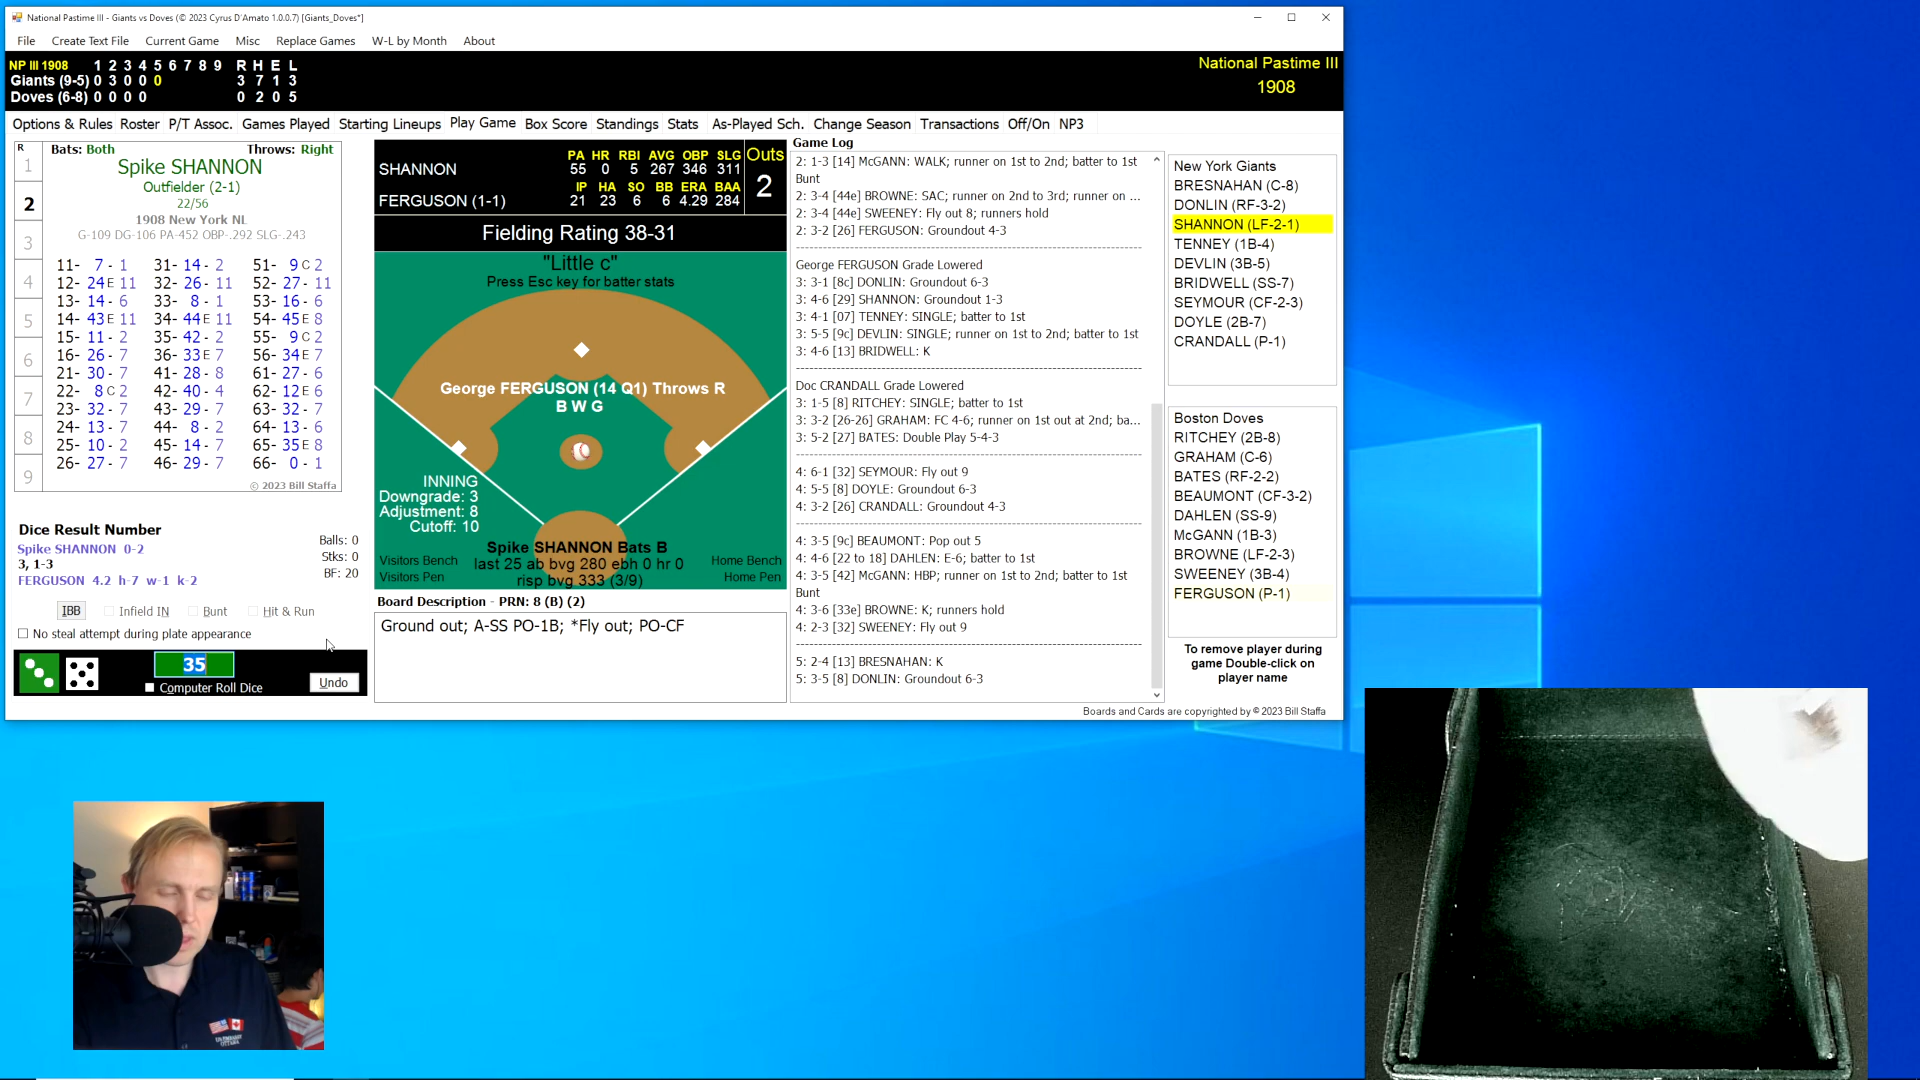 National Pastime III - Giants vs Doves (© 2023 Cyrus D'Amato 1.0.0.7) [Giants_Doves*]
File Create Text File Current Game Misc Replace Games W-L by Month About
NP III 1908 1 2 3 4 5 6 7 8 9 R H E L
Giants (9-5) 0 3 0 0 0 3 7 1 3
Doves (6-8) 0 0 0 0 0 2 0 5
National Pastime III
1908
Options & Rules Roster P/T Assoc. Games Played Starting Lineups Play Game Box Score Standings Stats As-Played Sch. Change Season Transactions Off/On NP3
R
1
2
3
4
5
6
7
8
9
Bats: Both Throws: Right
Spike SHANNON
Outfielder (2-1)
22/56
1908 New York NL
G-109 DG-106 PA-452 OBP-.292 SLG-.243
11- 7 - 1 31- 14 - 2 51- 9 C 2
12- 24 E 11 32- 26 - 11 52- 27 - 11
13- 14 - 6 33- 8 - 1 53- 16 - 6
14- 43 E 11 34- 44 E 11 54- 45 E 8
15- 11 - 2 35- 42 - 2 55- 9 C 2
16- 26 - 7 36- 33 E 7 56- 34 E 7
21- 30 - 7 41- 28 - 8 61- 27 - 6
22- 8 C 2 42- 40 - 4 62- 12 E 6
23- 32 - 7 43- 29 - 7 63- 32 - 7
24- 13 - 7 44- 8 - 2 64- 13 - 6
25- 10 - 2 45- 14 - 7 65- 35 E 8
26- 27 - 7 46- 29 - 7 66- 0 - 1
© 2023 Bill Staffa
Dice Result Number
Spike SHANNON 0-2
3, 1-3
FERGUSON 4.2 h-7 w-1 k-2
Balls: 0
Stks: 0
BF: 20
IBB Infield IN Bunt Hit & Run
No steal attempt during plate appearance
35
Computer Roll Dice
Undo
PA HR RBI AVG OBP SLG
SHANNON 55 0 5 267 346 311
IP HA SO BB ERA BAA
FERGUSON (1-1) 21 23 6 6 4.29 284
Outs
2
Fielding Rating 38-31
"Little c"
Press Esc key for batter stats
George FERGUSON (14 Q1) Throws R
B W G
INNING
Downgrade: 3
Adjustment: 8
Cutoff: 10
Spike SHANNON Bats B
last 25 ab bvg 280 ebh 0 hr 0
risp bvg 333 (3/9)
Visitors Bench
Visitors Pen
Home Bench
Home Pen
Board Description - PRN: 8 (B) (2)
Ground out; A-SS PO-1B; *Fly out; PO-CF
Game Log
2: 1-3 [14] McGANN: WALK; runner on 1st to 2nd; batter to 1st
Bunt
2: 3-4 [44e] BROWNE: SAC; runner on 2nd to 3rd; runner on ...
2: 3-4 [44e] SWEENEY: Fly out 8; runners hold
2: 3-2 [26] FERGUSON: Groundout 4-3
George FERGUSON Grade Lowered
3: 3-1 [8c] DONLIN: Groundout 6-3
3: 4-6 [29] SHANNON: Groundout 1-3
3: 4-1 [07] TENNEY: SINGLE; batter to 1st
3: 5-5 [9c] DEVLIN: SINGLE; runner on 1st to 2nd; batter to 1st
3: 4-6 [13] BRIDWELL: K
Doc CRANDALL Grade Lowered
3: 1-5 [8] RITCHEY: SINGLE; batter to 1st
3: 3-2 [26-26] GRAHAM: FC 4-6; runner on 1st out at 2nd; ba...
3: 5-2 [27] BATES: Double Play 5-4-3
4: 6-1 [32] SEYMOUR: Fly out 9
4: 5-5 [8] DOYLE: Groundout 6-3
4: 3-2 [26] CRANDALL: Groundout 4-3
4: 3-5 [9c] BEAUMONT: Pop out 5
4: 4-6 [22 to 18] DAHLEN: E-6; batter to 1st
4: 3-5 [42] McGANN: HBP; runner on 1st to 2nd; batter to 1st
Bunt
4: 3-6 [33e] BROWNE: K; runners hold
4: 2-3 [32] SWEENEY: Fly out 9
5: 2-4 [13] BRESNAHAN: K
5: 3-5 [8] DONLIN: Groundout 6-3
New York Giants
BRESNAHAN (C-8)
DONLIN (RF-3-2)
SHANNON (LF-2-1)
TENNEY (1B-4)
DEVLIN (3B-5)
BRIDWELL (SS-7)
SEYMOUR (CF-2-3)
DOYLE (2B-7)
CRANDALL (P-1)
Boston Doves
RITCHEY (2B-8)
GRAHAM (C-6)
BATES (RF-2-2)
BEAUMONT (CF-3-2)
DAHLEN (SS-9)
McGANN (1B-3)
BROWNE (LF-2-3)
SWEENEY (3B-4)
FERGUSON (P-1)
To remove player during
game Double-click on
player name
Boards and Cards are copyrighted by © 2023 Bill Staffa